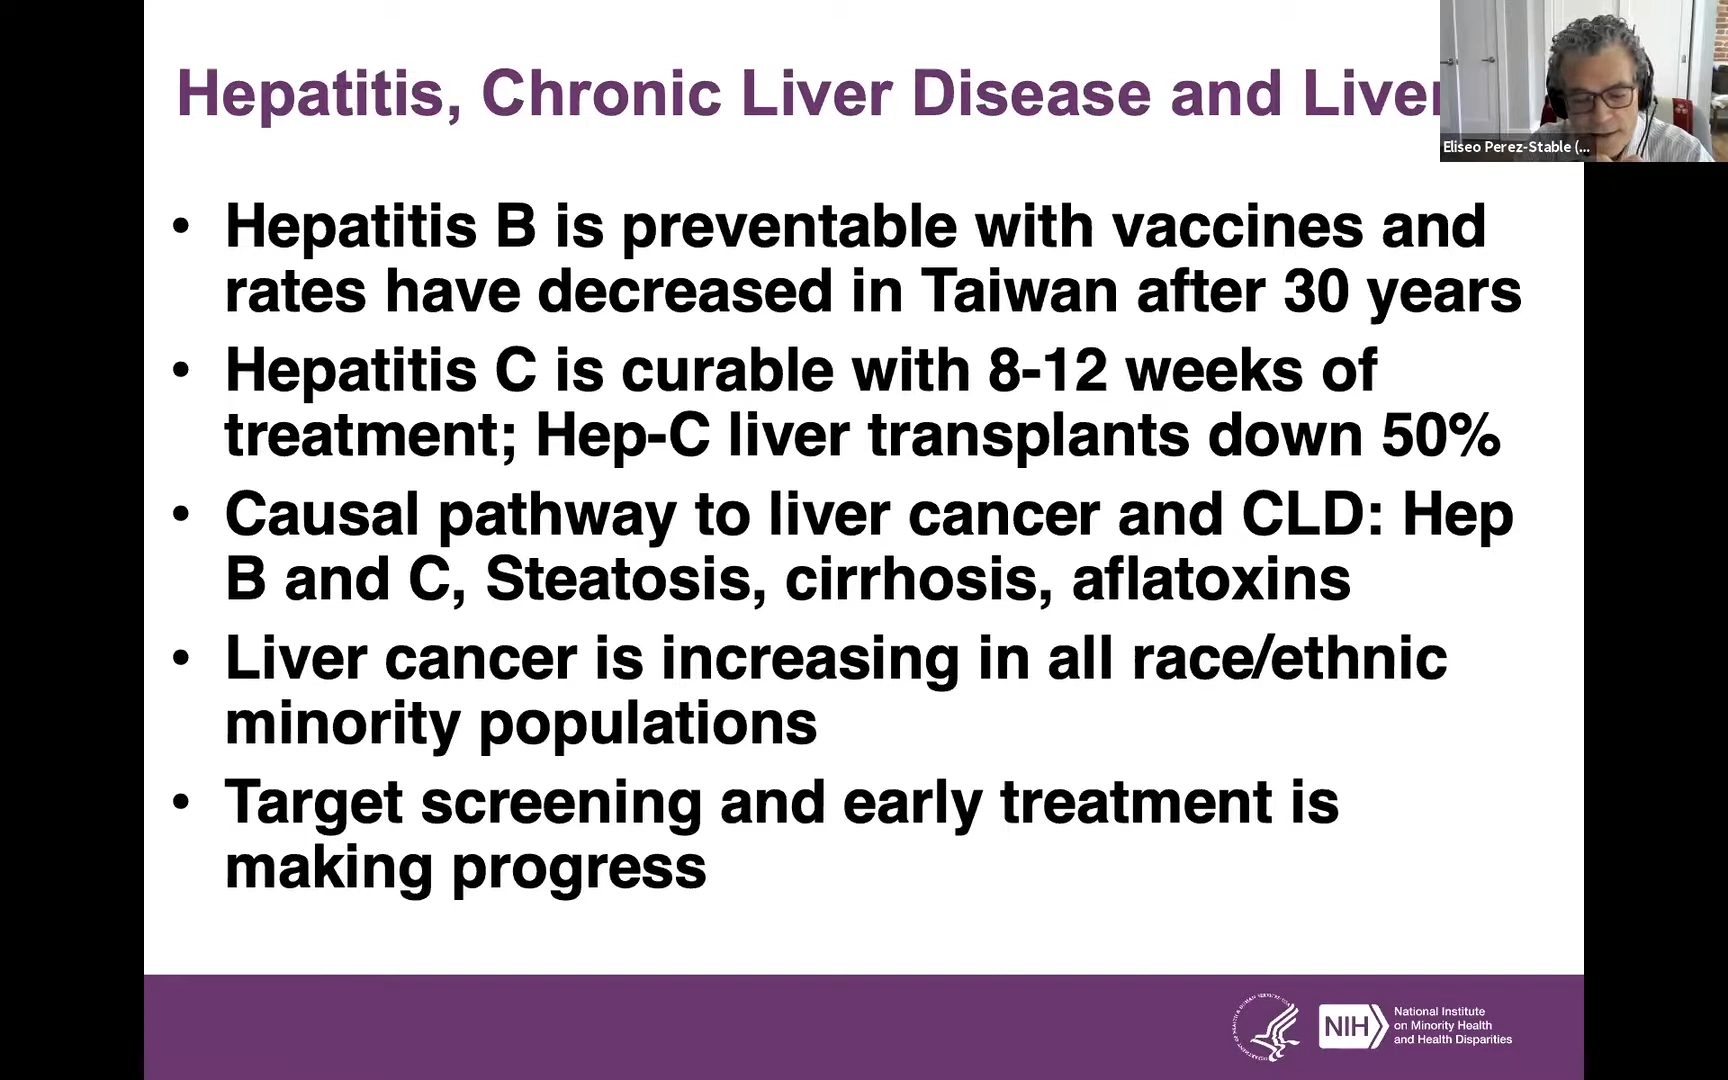 Hepatitis, Chronic Liver Disease and Liver
Eliseo Perez-Stable (...
• Hepatitis B is preventable with vaccines and
rates have decreased in Taiwan after 30 years
• Hepatitis C is curable with 8-12 weeks of
treatment; Hep-C liver transplants down 50%
• Causal pathway to liver cancer and CLD: Hep
B and C, Steatosis, cirrhosis, aflatoxins
• Liver cancer is increasing in all race/ethnic
minority populations
• Target screening and early treatment is
making progress
NIH
National Institute
on Minority Health
and Health Disparities